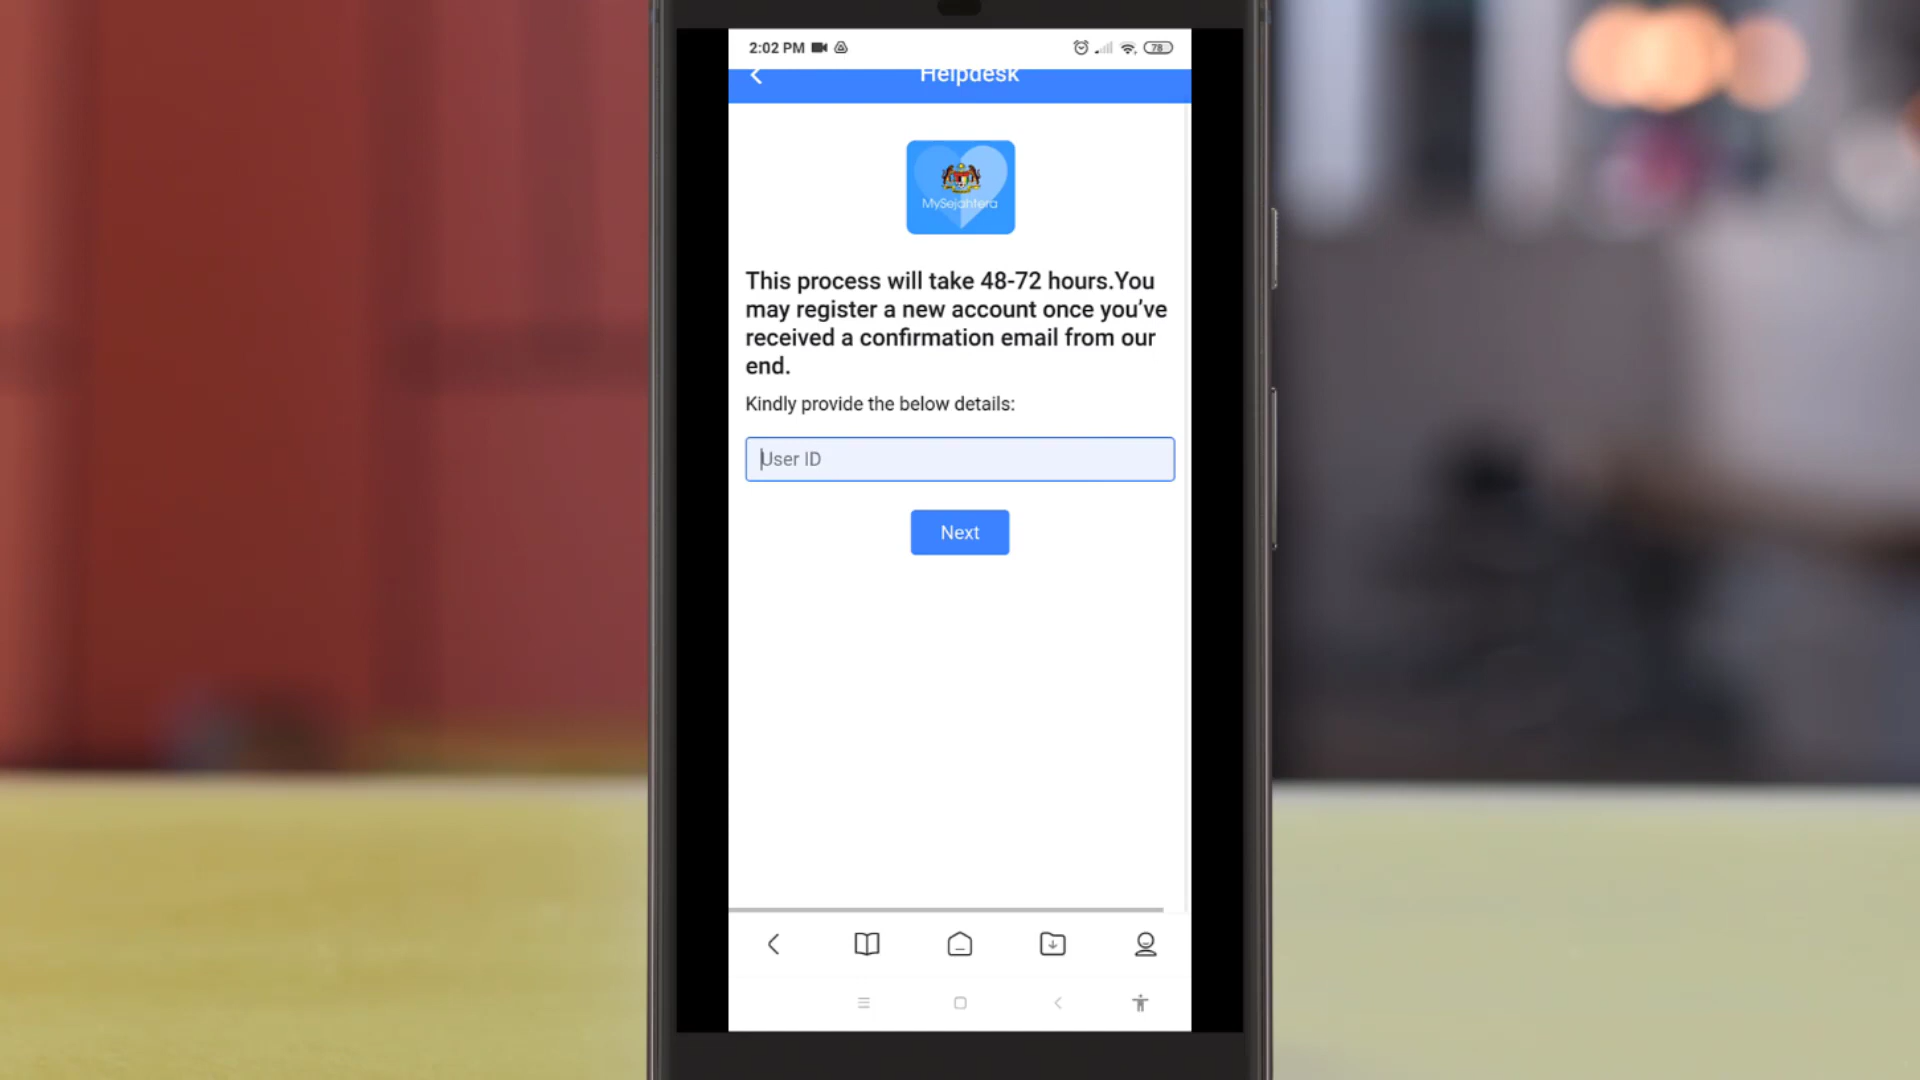 2:02 PM
78
Helpdesk
MySejahtera
This process will take 48-72 hours.You
may register a new account once you’ve
received a confirmation email from our
end.
Kindly provide the below details:
User ID
Next